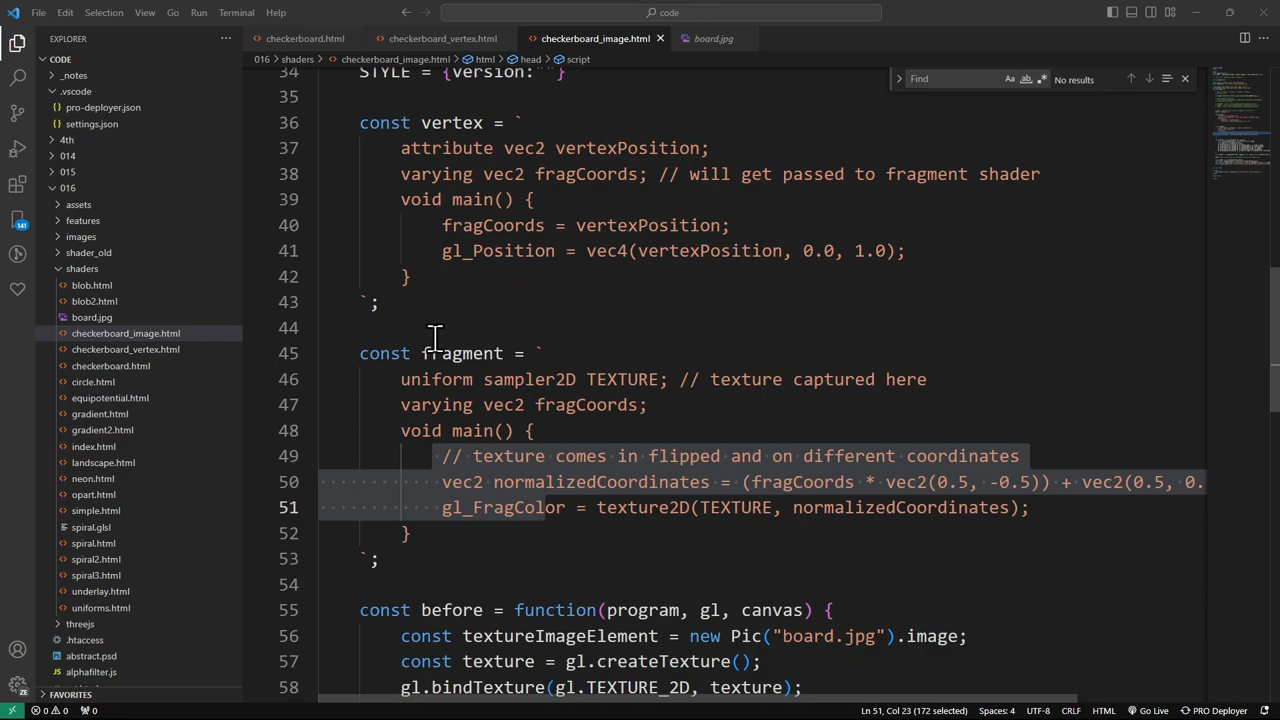 File Edit Selection View Go Run Terminal Help
code
EXPLORER
checkerboard.html
checkerboard_vertex.html
checkerboard_image.html
board.jpg
016 > shaders > checkerboard_image.html > html > head > script
CODE
_notes
.vscode
pro-deployer.json
settings.json
4th
014
015
016
assets
features
images
shader_old
shaders
blob.html
blob2.html
board.jpg
checkerboard_image.html
checkerboard_vertex.html
checkerboard.html
circle.html
equipotential.html
gradient.html
gradient2.html
index.html
landscape.html
neon.html
opart.html
simple.html
spiral.glsl
spiral.html
spiral2.html
spiral3.html
underlay.html
uniforms.html
threejs
.htaccess
abstract.psd
alphafilter.js
FAVORITES
141
ZE
Find
Aa ab
No results
34 STYLE = {version:""}
35
36 const vertex = `
37 attribute vec2 vertexPosition;
38 varying vec2 fragCoords; // will get passed to fragment shader
39 void main() {
40 fragCoords = vertexPosition;
41 gl_Position = vec4(vertexPosition, 0.0, 1.0);
42 }
43 `;
44
45 const fragment = `
46 uniform sampler2D TEXTURE; // texture captured here
47 varying vec2 fragCoords;
48 void main() {
49 // texture comes in flipped and on different coordinates
50 vec2 normalizedCoordinates = (fragCoords * vec2(0.5, -0.5)) + vec2(0.5, 0.
51 gl_FragColor = texture2D(TEXTURE, normalizedCoordinates);
52 }
53 `;
54
55 const before = function(program, gl, canvas) {
56 const textureImageElement = new Pic("board.jpg").image;
57 const texture = gl.createTexture();
58 gl.bindTexture(gl.TEXTURE_2D, texture);
0 0 0 Ln 51, Col 23 (172 selected) Spaces: 4 UTF-8 CRLF HTML Go Live PRO Deployer